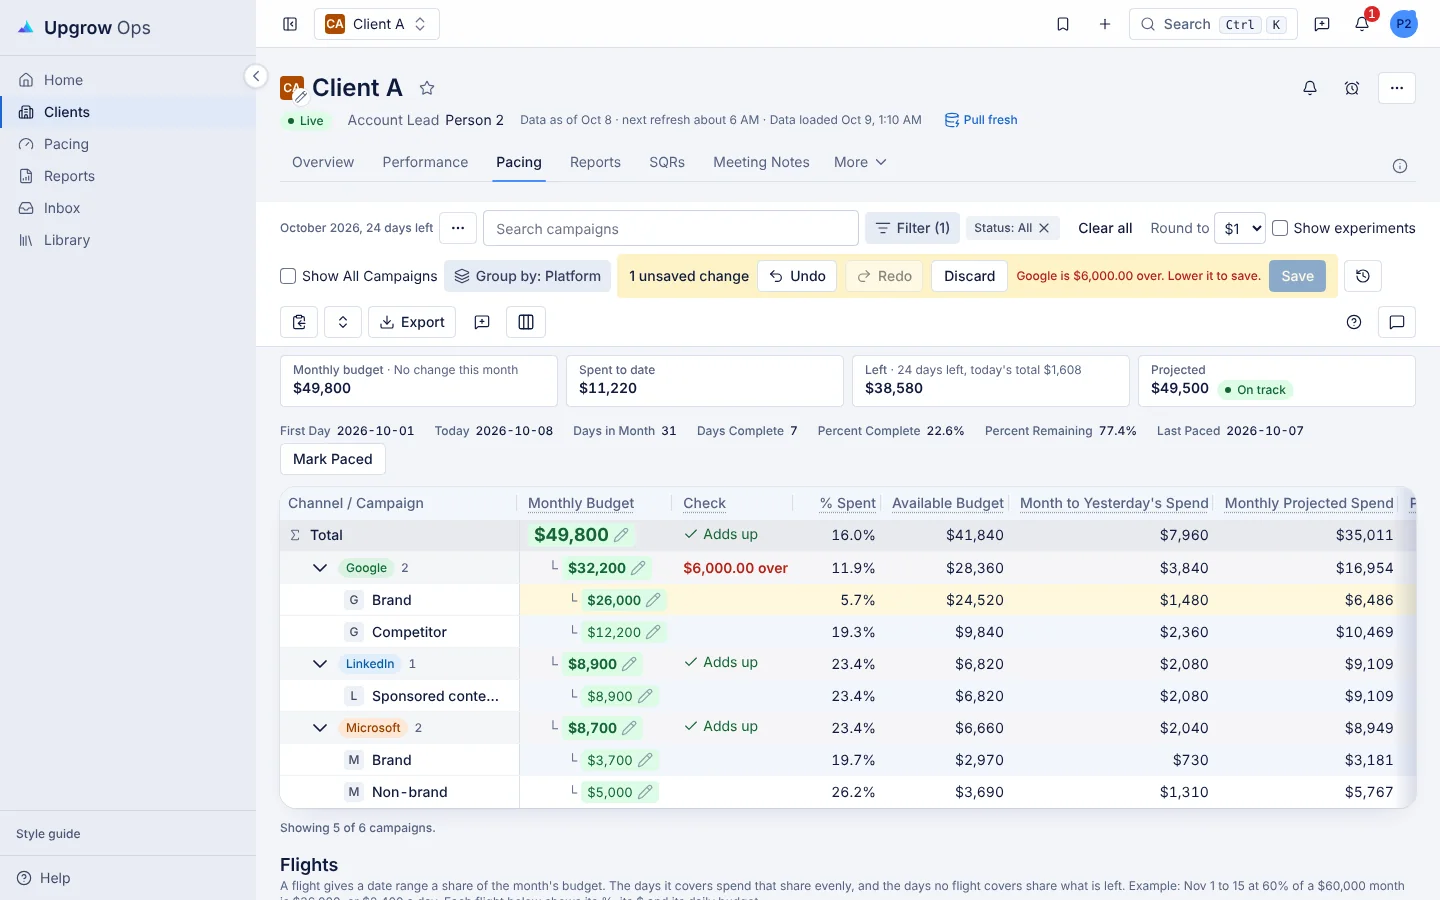 Upgrow Ops
Home
Clients
Pacing
Reports
Inbox
Library
Style guide
Help
CA Client A
Search Ctrl K
1
P2
CA Client A
Live Account Lead Person 2 Data as of Oct 8 · next refresh about 6 AM · Data loaded Oct 9, 1:10 AM Pull fresh
Overview Performance Pacing Reports SQRs Meeting Notes More
October 2026, 24 days left Search campaigns Filter (1) Status: All Clear all Round to $1 Show experiments
Show All Campaigns Group by: Platform 1 unsaved change Undo Redo Discard Google is $6,000.00 over. Lower it to save. Save
Export
Monthly budget · No change this month
$49,800
Spent to date
$11,220
Left · 24 days left, today's total $1,608
$38,580
Projected
$49,500 On track
First Day 2026-10-01 Today 2026-10-08 Days in Month 31 Days Complete 7 Percent Complete 22.6% Percent Remaining 77.4% Last Paced 2026-10-07
Mark Paced
Channel / Campaign Monthly Budget Check % Spent Available Budget Month to Yesterday's Spend Monthly Projected Spend P
Σ Total $49,800 Adds up 16.0% $41,840 $7,960 $35,011
Google 2 $32,200 $6,000.00 over 11.9% $28,360 $3,840 $16,954
G Brand $26,000 5.7% $24,520 $1,480 $6,486
G Competitor $12,200 19.3% $9,840 $2,360 $10,469
LinkedIn 1 $8,900 Adds up 23.4% $6,820 $2,080 $9,109
L Sponsored conte... $8,900 23.4% $6,820 $2,080 $9,109
Microsoft 2 $8,700 Adds up 23.4% $6,660 $2,040 $8,949
M Brand $3,700 19.7% $2,970 $730 $3,181
M Non-brand $5,000 26.2% $3,690 $1,310 $5,767
Showing 5 of 6 campaigns.
Flights
A flight gives a date range a share of the month's budget. The days it covers spend that share evenly, and the days no flight covers share what is left. Example: Nov 1 to 15 at 60% of a $60,000 month